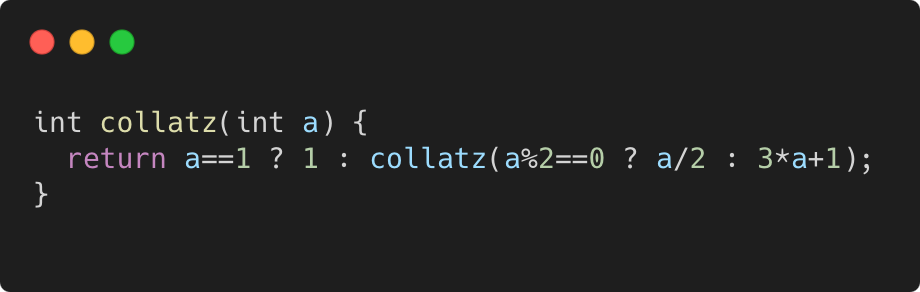 int collatz(int a) {
  return a==1 ? 1 : collatz(a%2==0 ? a/2 : 3*a+1);
}